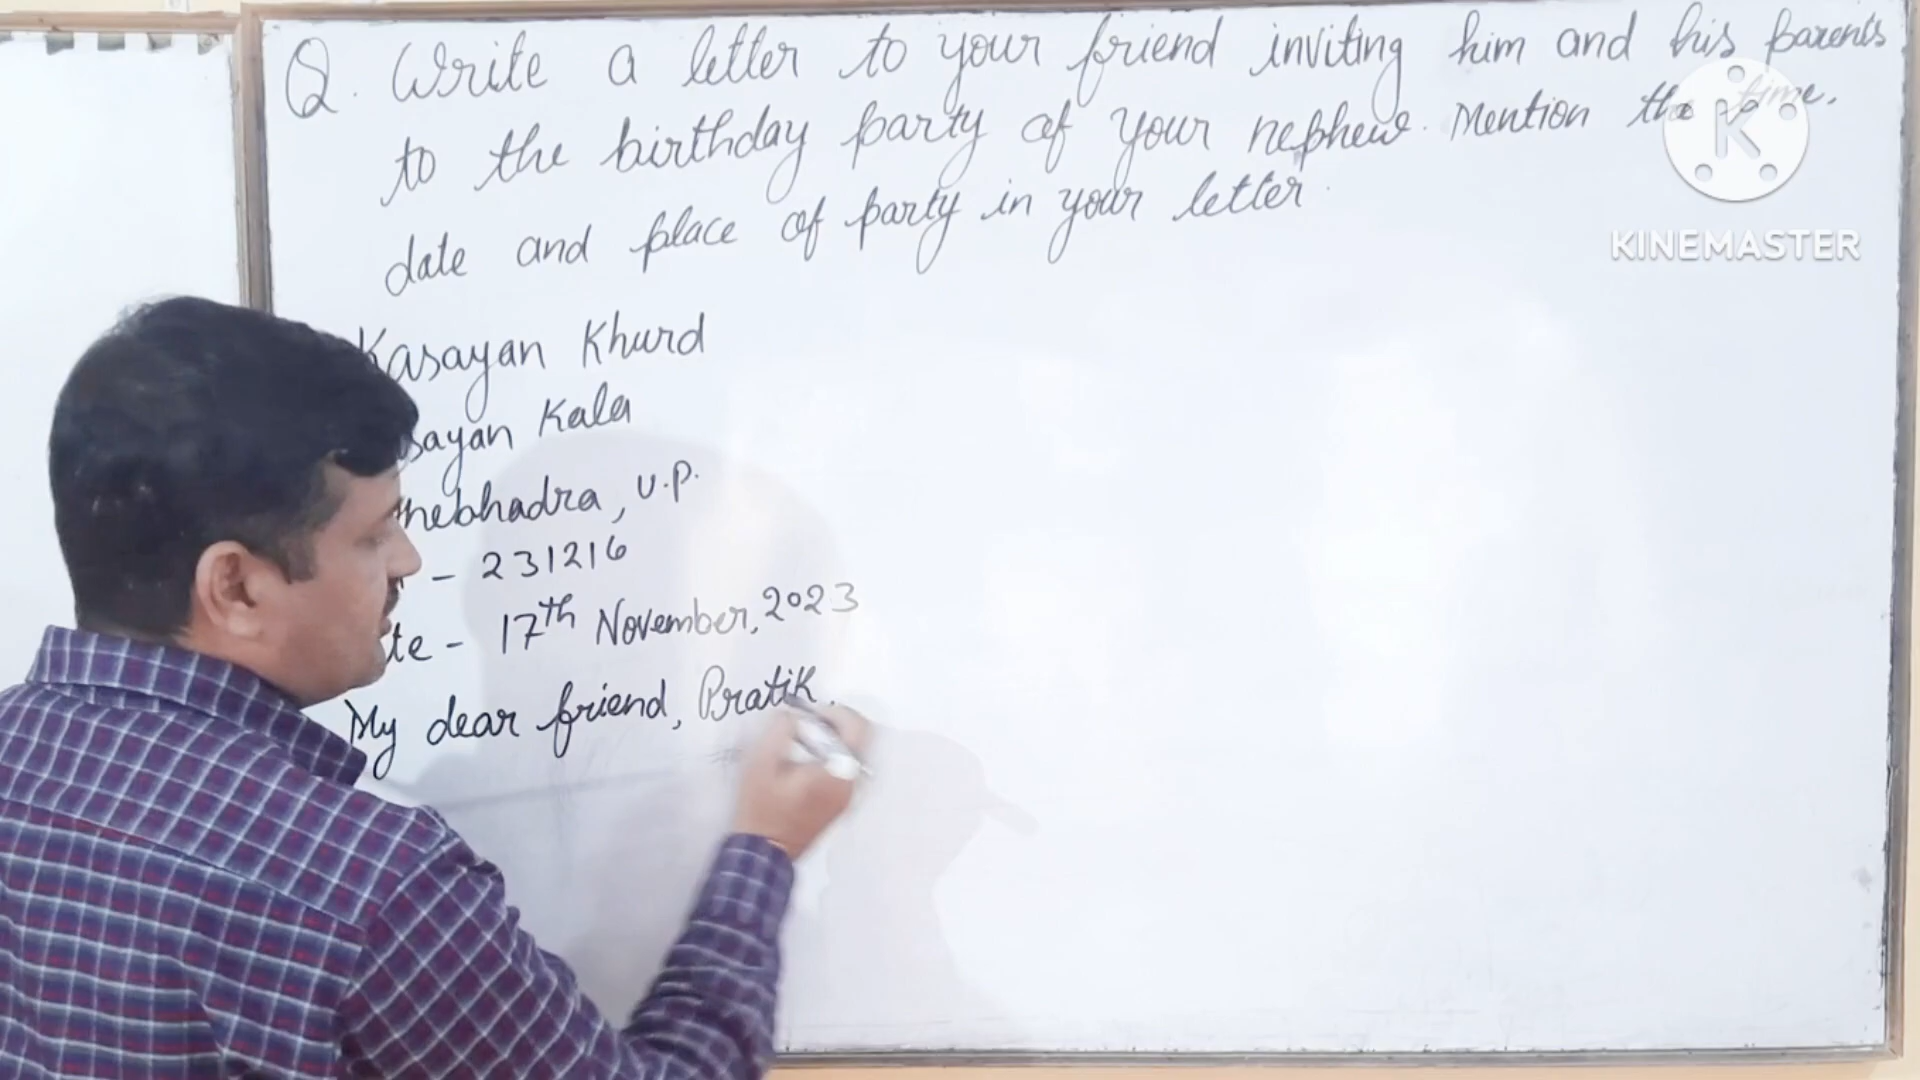 Q. Write a letter to your friend inviting him and his parents
to the birthday party of your nephew. Mention the time,
date and place of party in your letter.
KINEMASTER
Kasayan Khurd
sayan Kala
nebhadra, U.P.
- 231216
te - 17th November, 2023
My dear friend, Pratik,